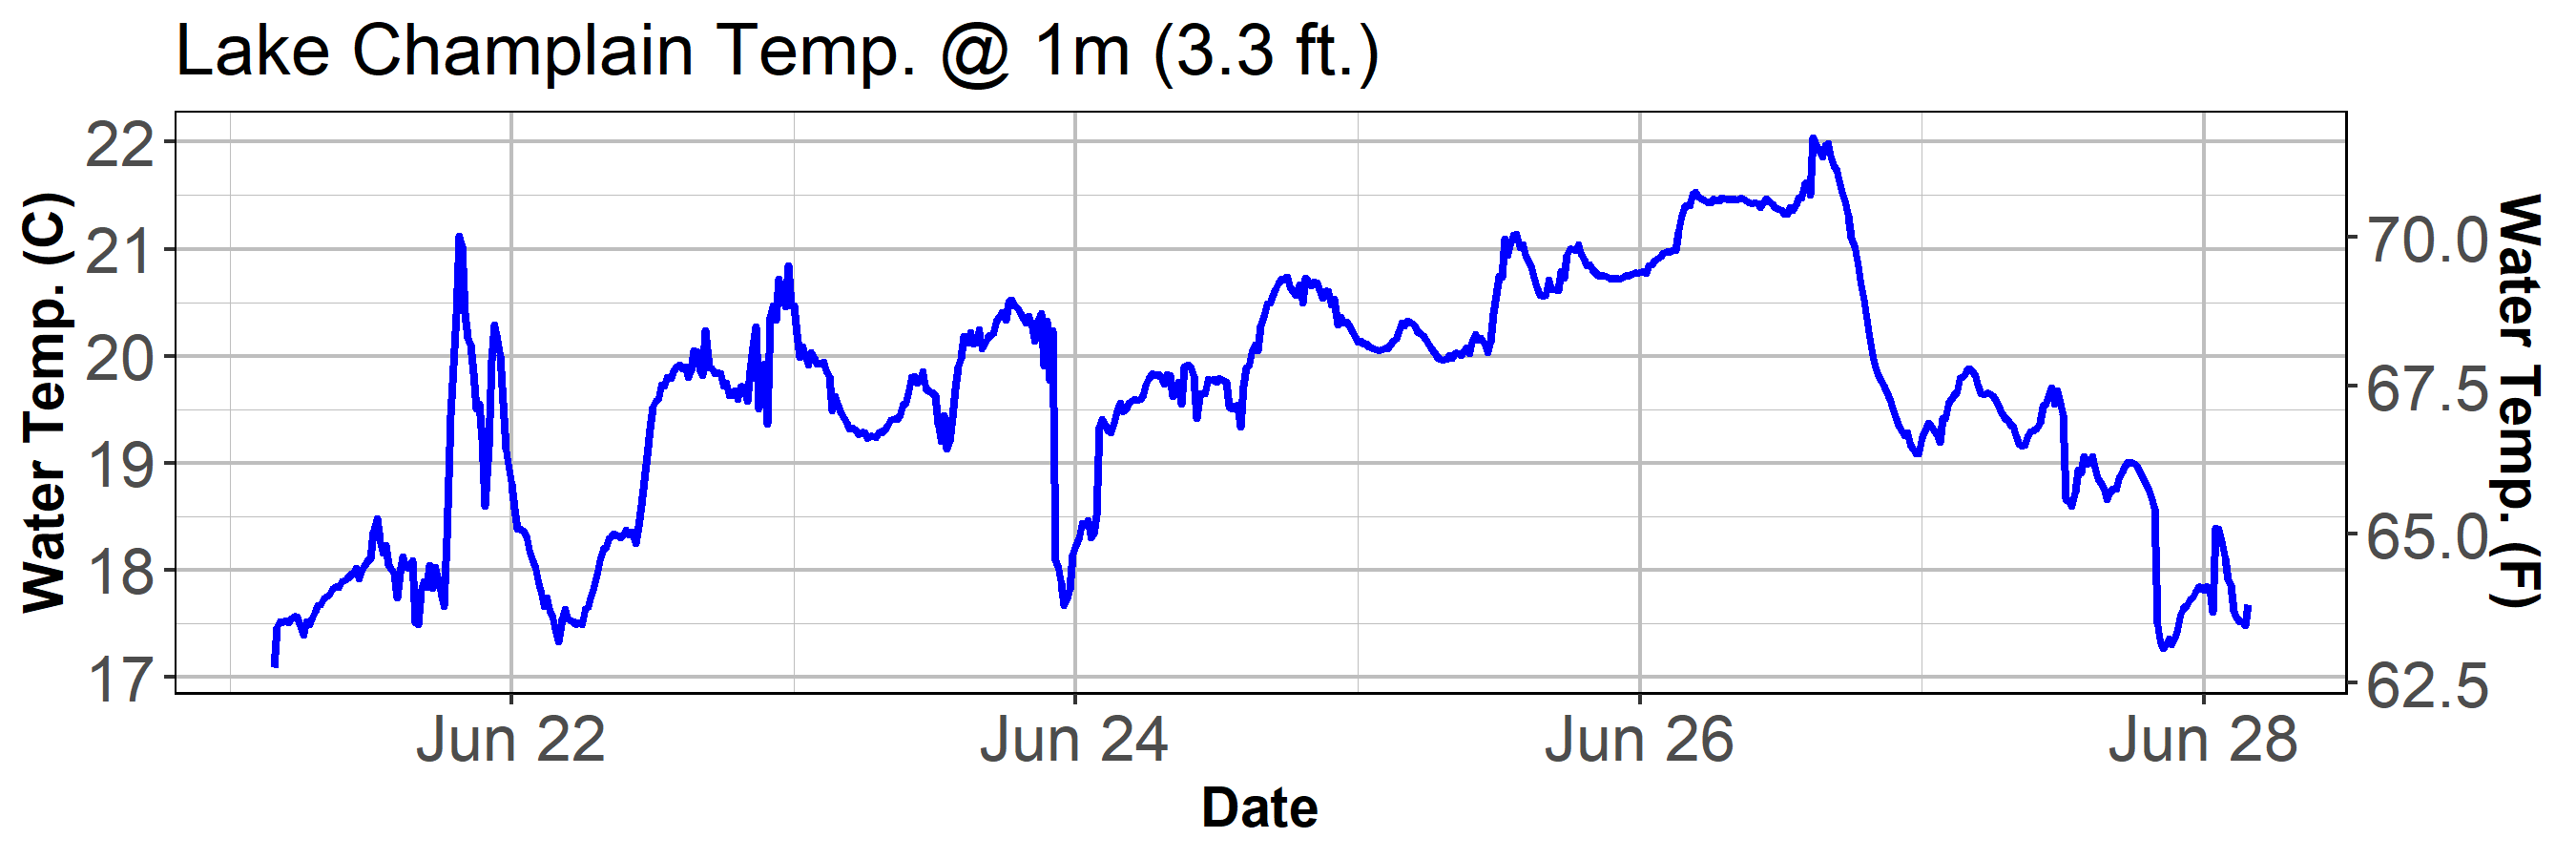 Lake Champlain Temp. @ 1m (3.3 ft.)
Water Temp. (C)
22
21
20
19
18
17
70.0
67.5
65.0
62.5
Water Temp. (F)
Jun 22 Jun 24 Jun 26 Jun 28
Date